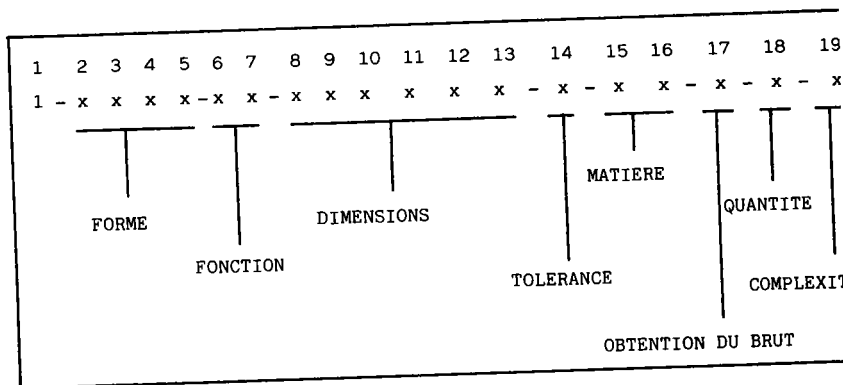 1 2 3 4 5 6 7 8 9 10 11 12 13 14 15 16 17 18 19
1 - x x x x - x x - x x x x x x - x - x x - x - x - x
MATIERE
FORME DIMENSIONS QUANTITE
FONCTION TOLERANCE COMPLEXIT
OBTENTION DU BRUT